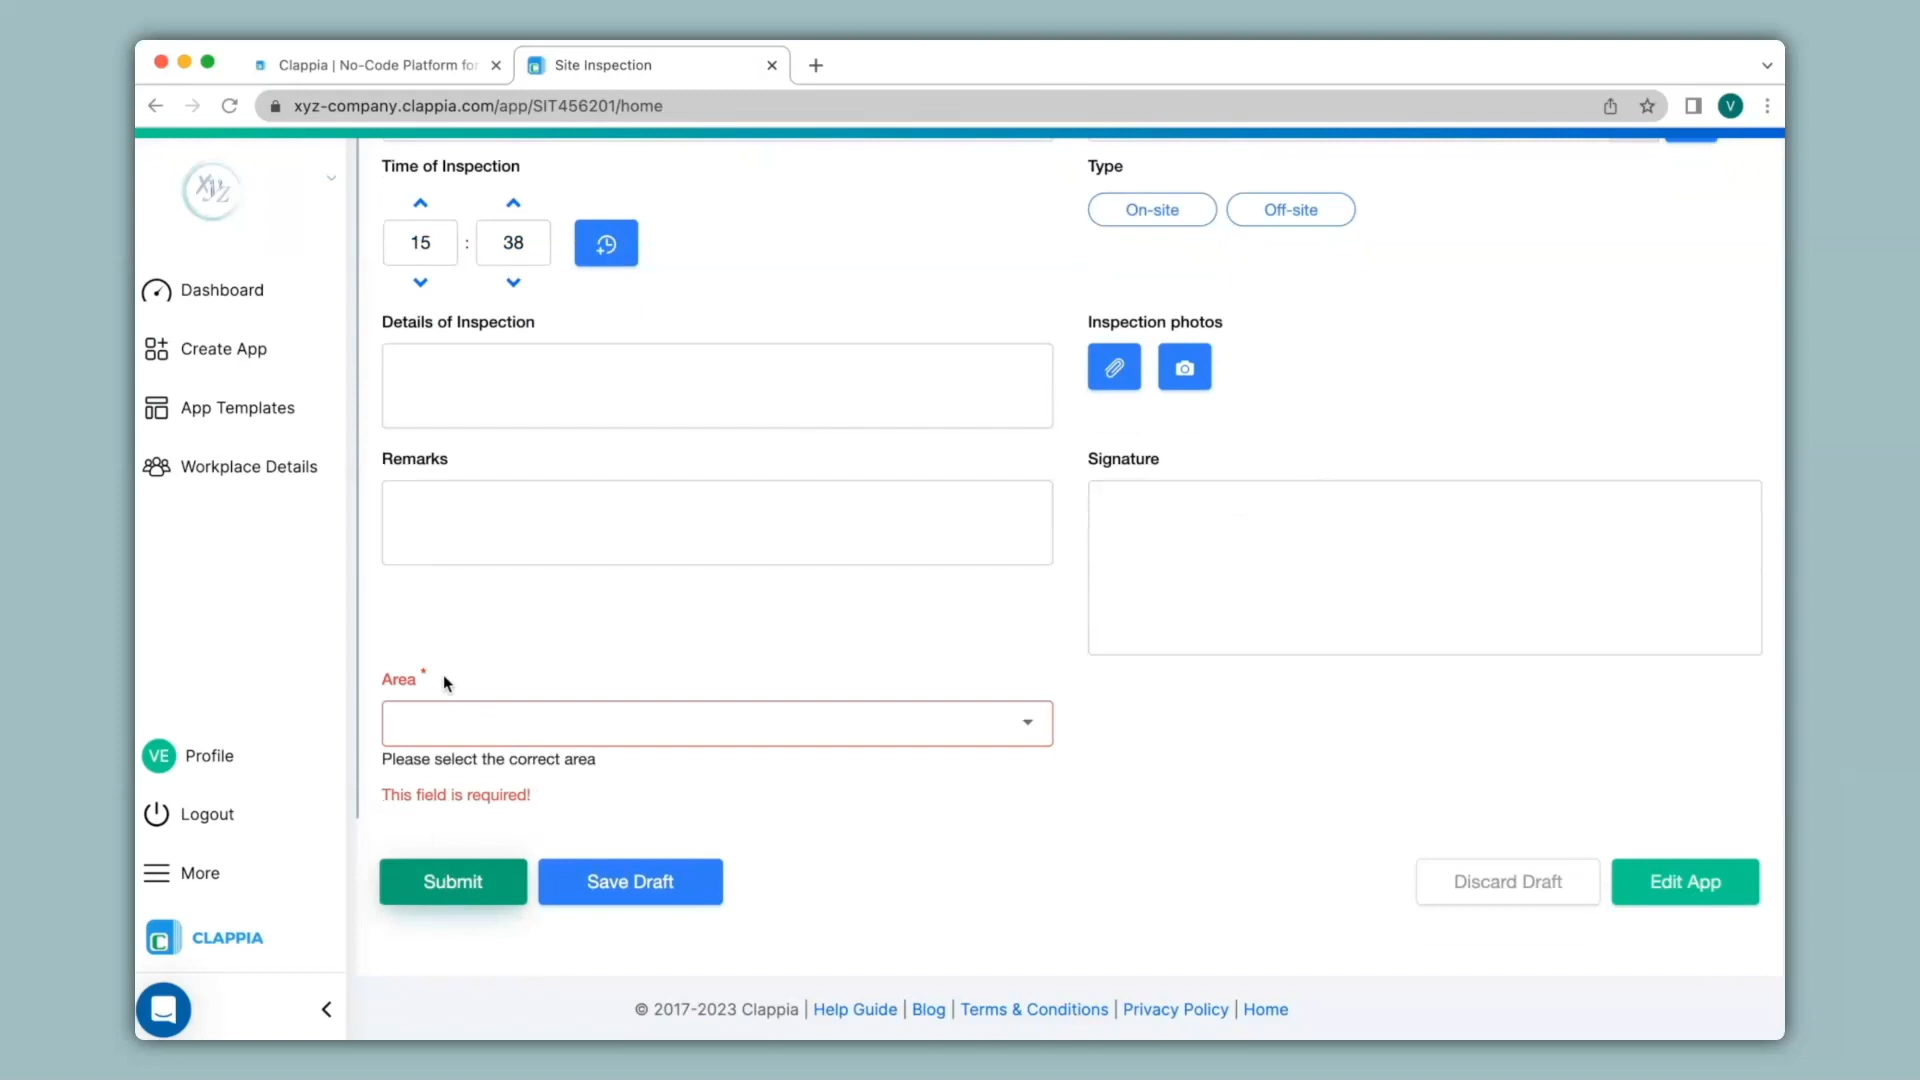 Clappia | No-Code Platform for
Site Inspection
xyz-company.clappia.com/app/SIT456201/home
V
XYZ
Time of Inspection
Type
15 : 38
On-site
Off-site
Dashboard
Create App
App Templates
Workplace Details
Details of Inspection
Inspection photos
Remarks
Signature
Area *
Please select the correct area
This field is required!
VE Profile
Logout
More
CLAPPIA
Submit
Save Draft
Discard Draft
Edit App
© 2017-2023 Clappia | Help Guide | Blog | Terms & Conditions | Privacy Policy | Home